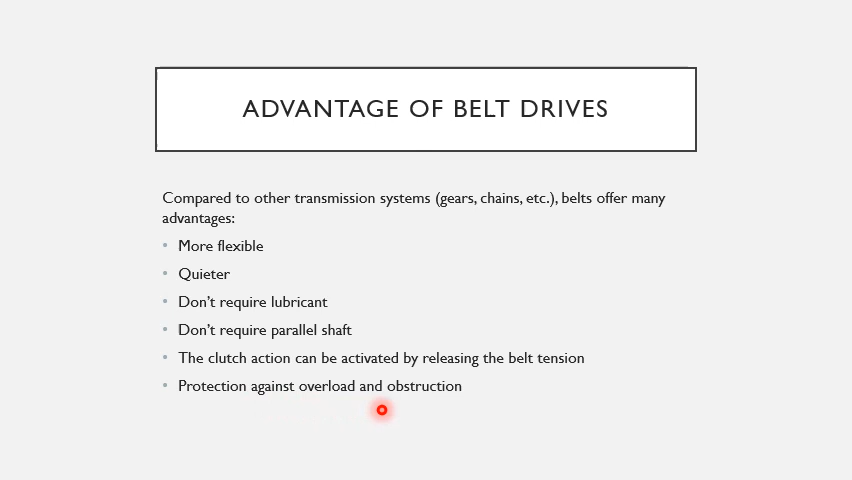 ADVANTAGE OF BELT DRIVES
Compared to other transmission systems (gears, chains, etc.), belts offer many
advantages:
• More flexible
• Quieter
• Don't require lubricant
• Don't require parallel shaft
• The clutch action can be activated by releasing the belt tension
• Protection against overload and obstruction